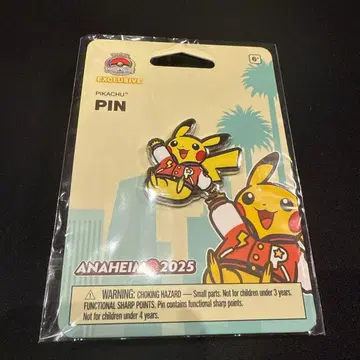 EXCLUSIVE
PIKACHU™
PIN
6+
P
P
ANAHEIM 2025
⚠ WARNING: CHOKING HAZARD — Small parts. Not for children under 3 years.
FUNCTIONAL SHARP POINTS. Pin contains functional sharp points.
Not for children under 4 years.